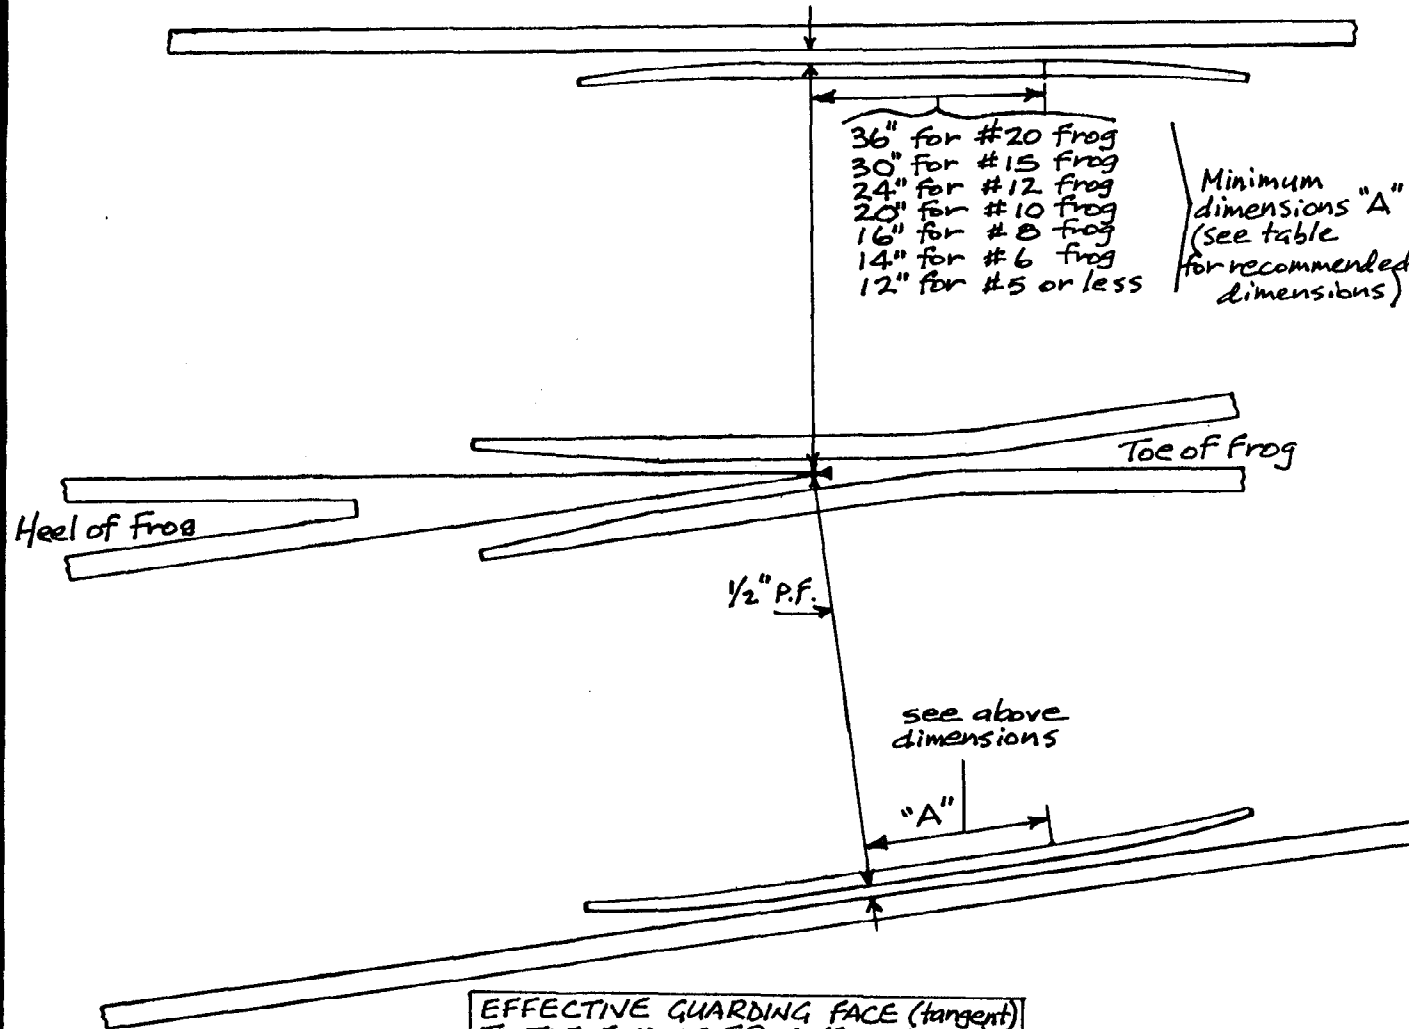 36" for #20 frog
30" for #15 frog
24" for #12 frog
20" for #10 frog
16" for #8 frog
14" for #6 frog
12" for #5 or less
Minimum
dimensions "A"
(see table
for recommended
dimensions)
Toe of Frog
Heel of Frog
1/2" P.F.
see above
dimensions
"A"
EFFECTIVE GUARDING FACE (tangent)